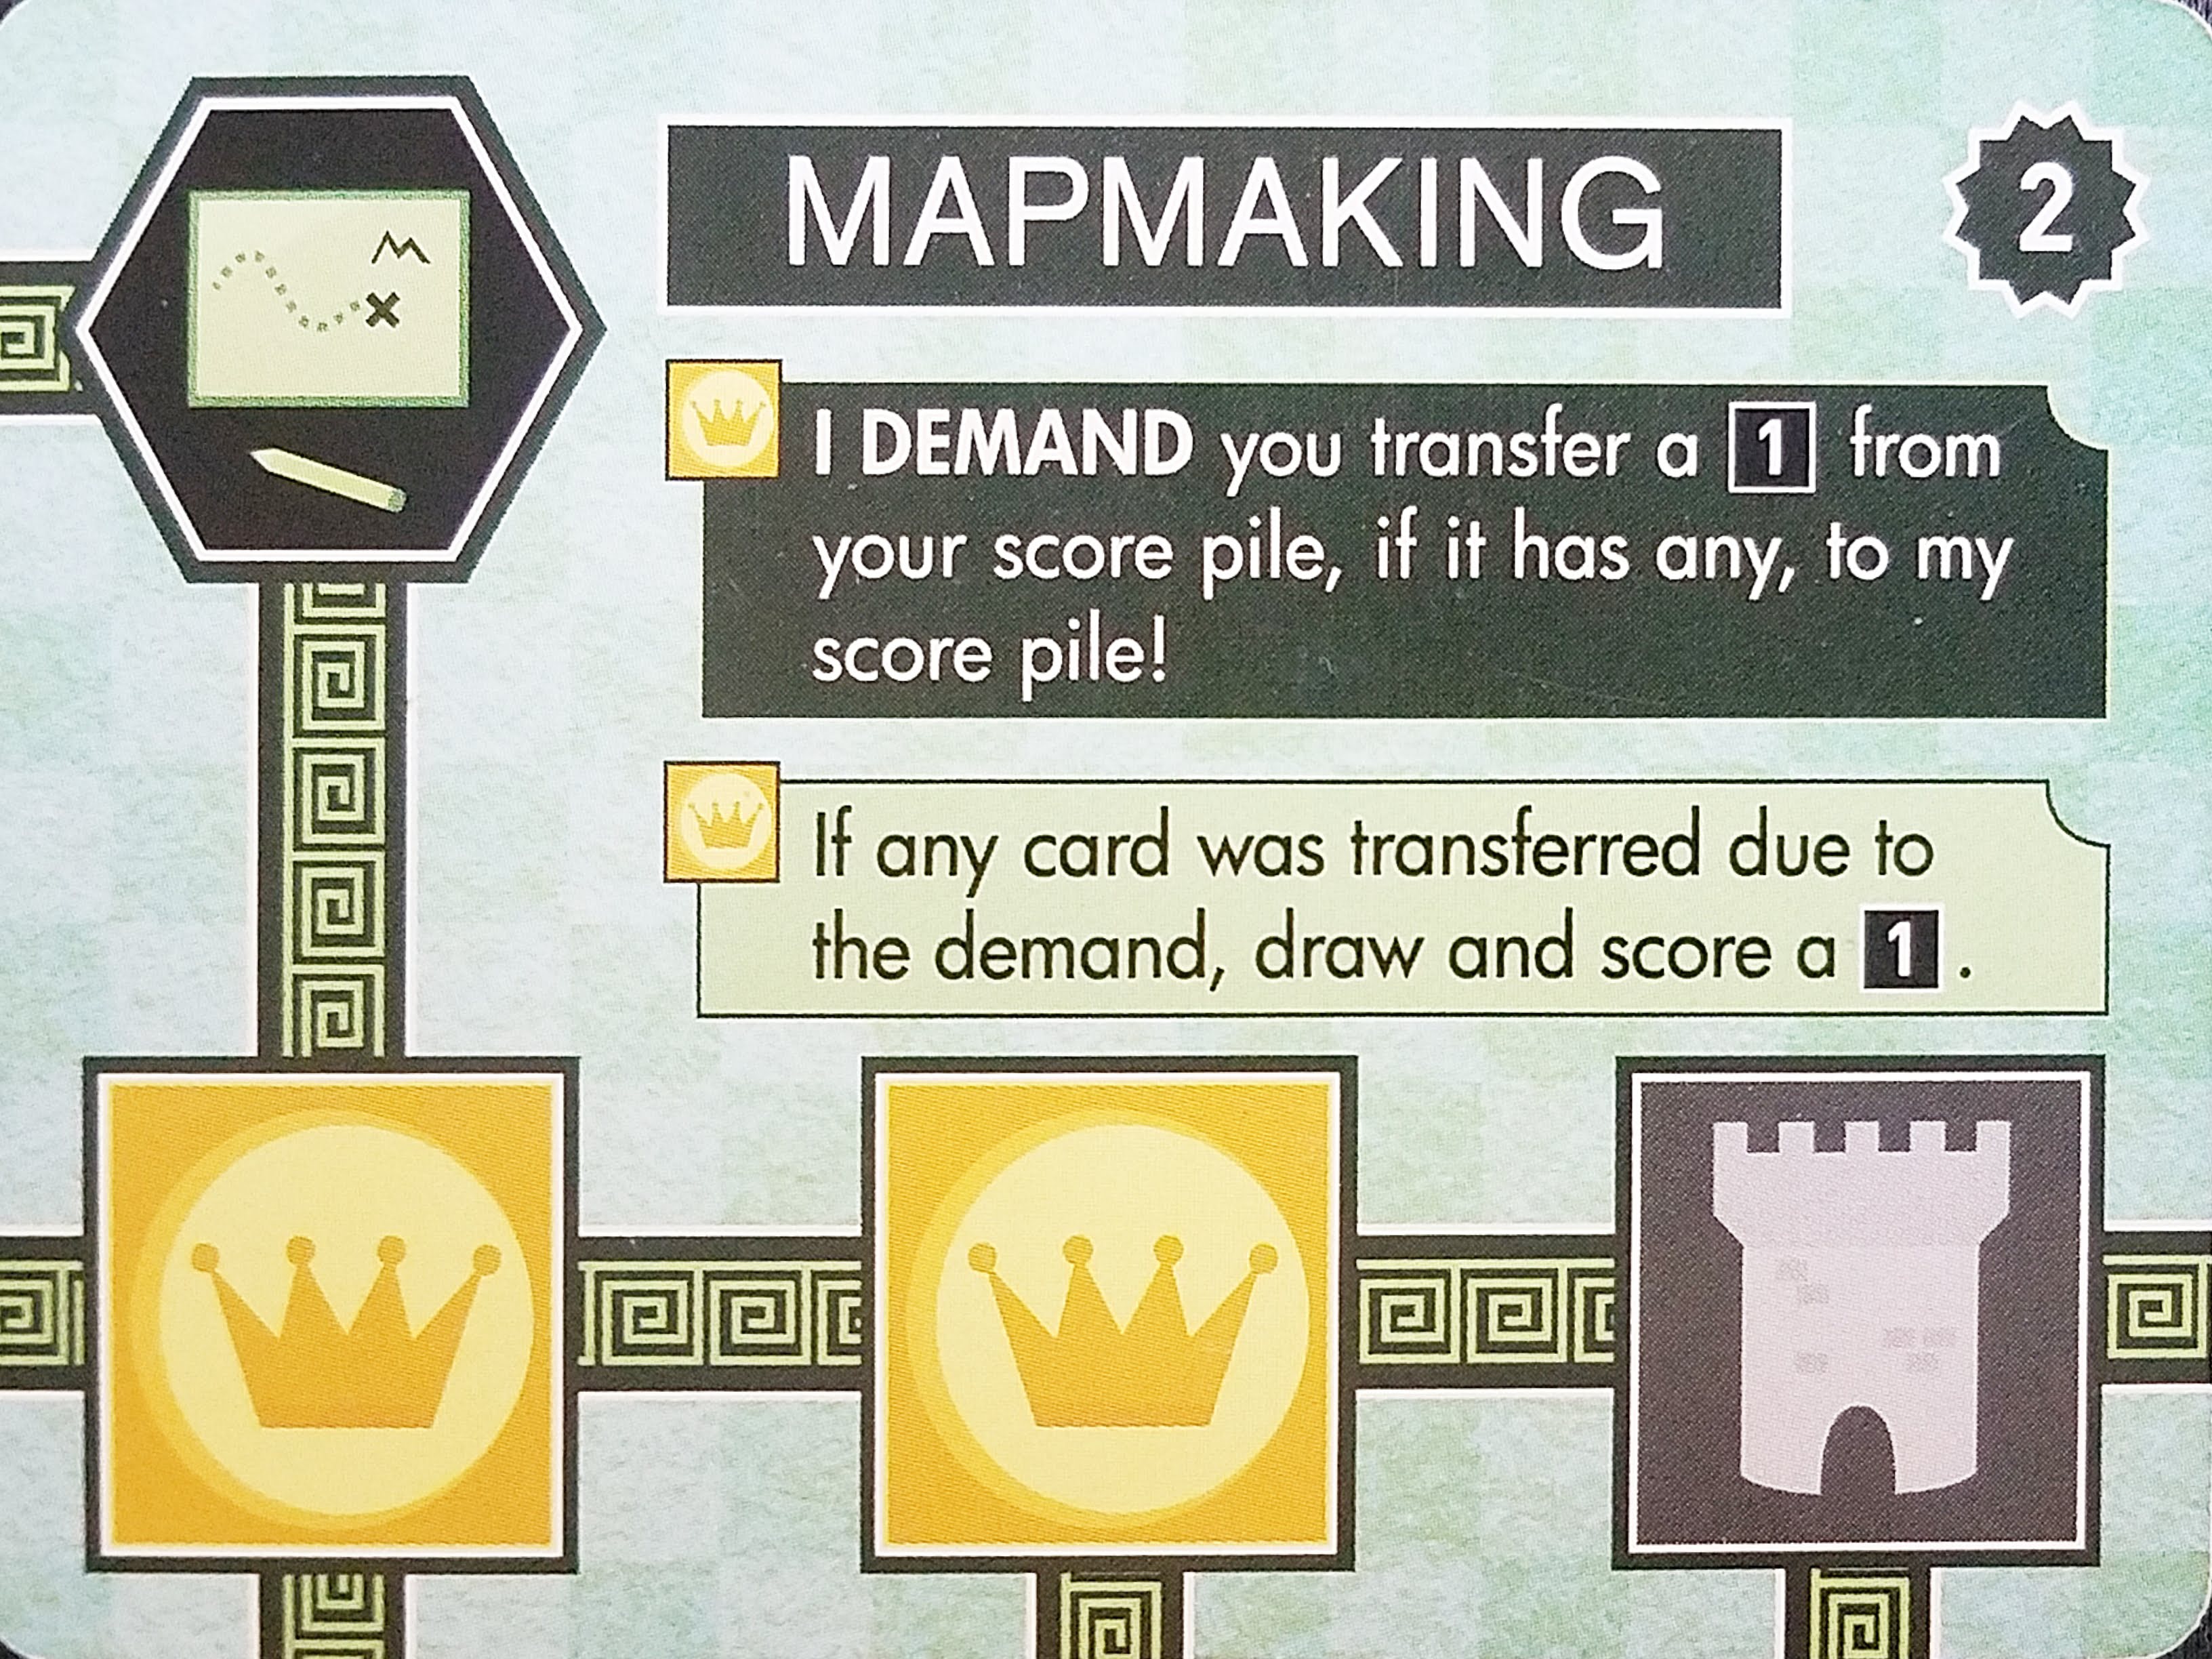 MAPMAKING
2
I DEMAND you transfer a 1 from
your score pile, if it has any, to my
score pile!
If any card was transferred due to
the demand, draw and score a 1.